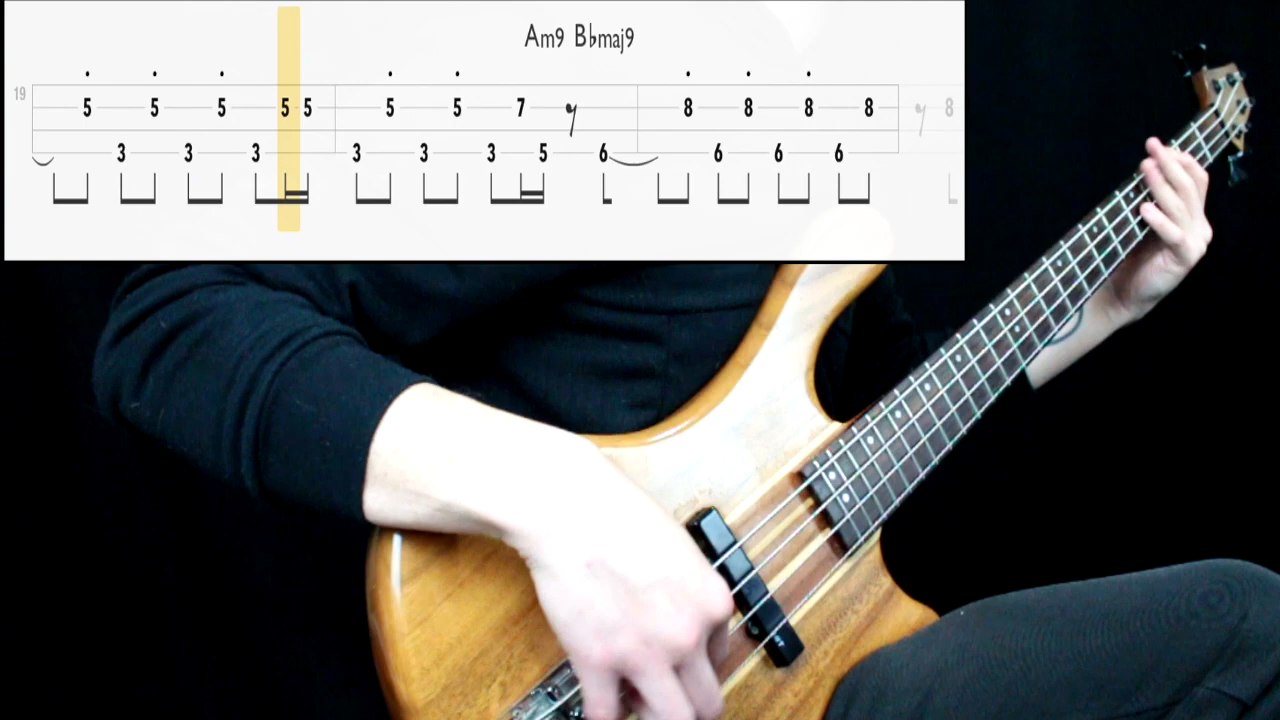 Am9 B♭maj9
19
5 5 5 5 5 5 5 7 8 8 8 8 8
3 3 3 3 3 3 5 6 6 6 6